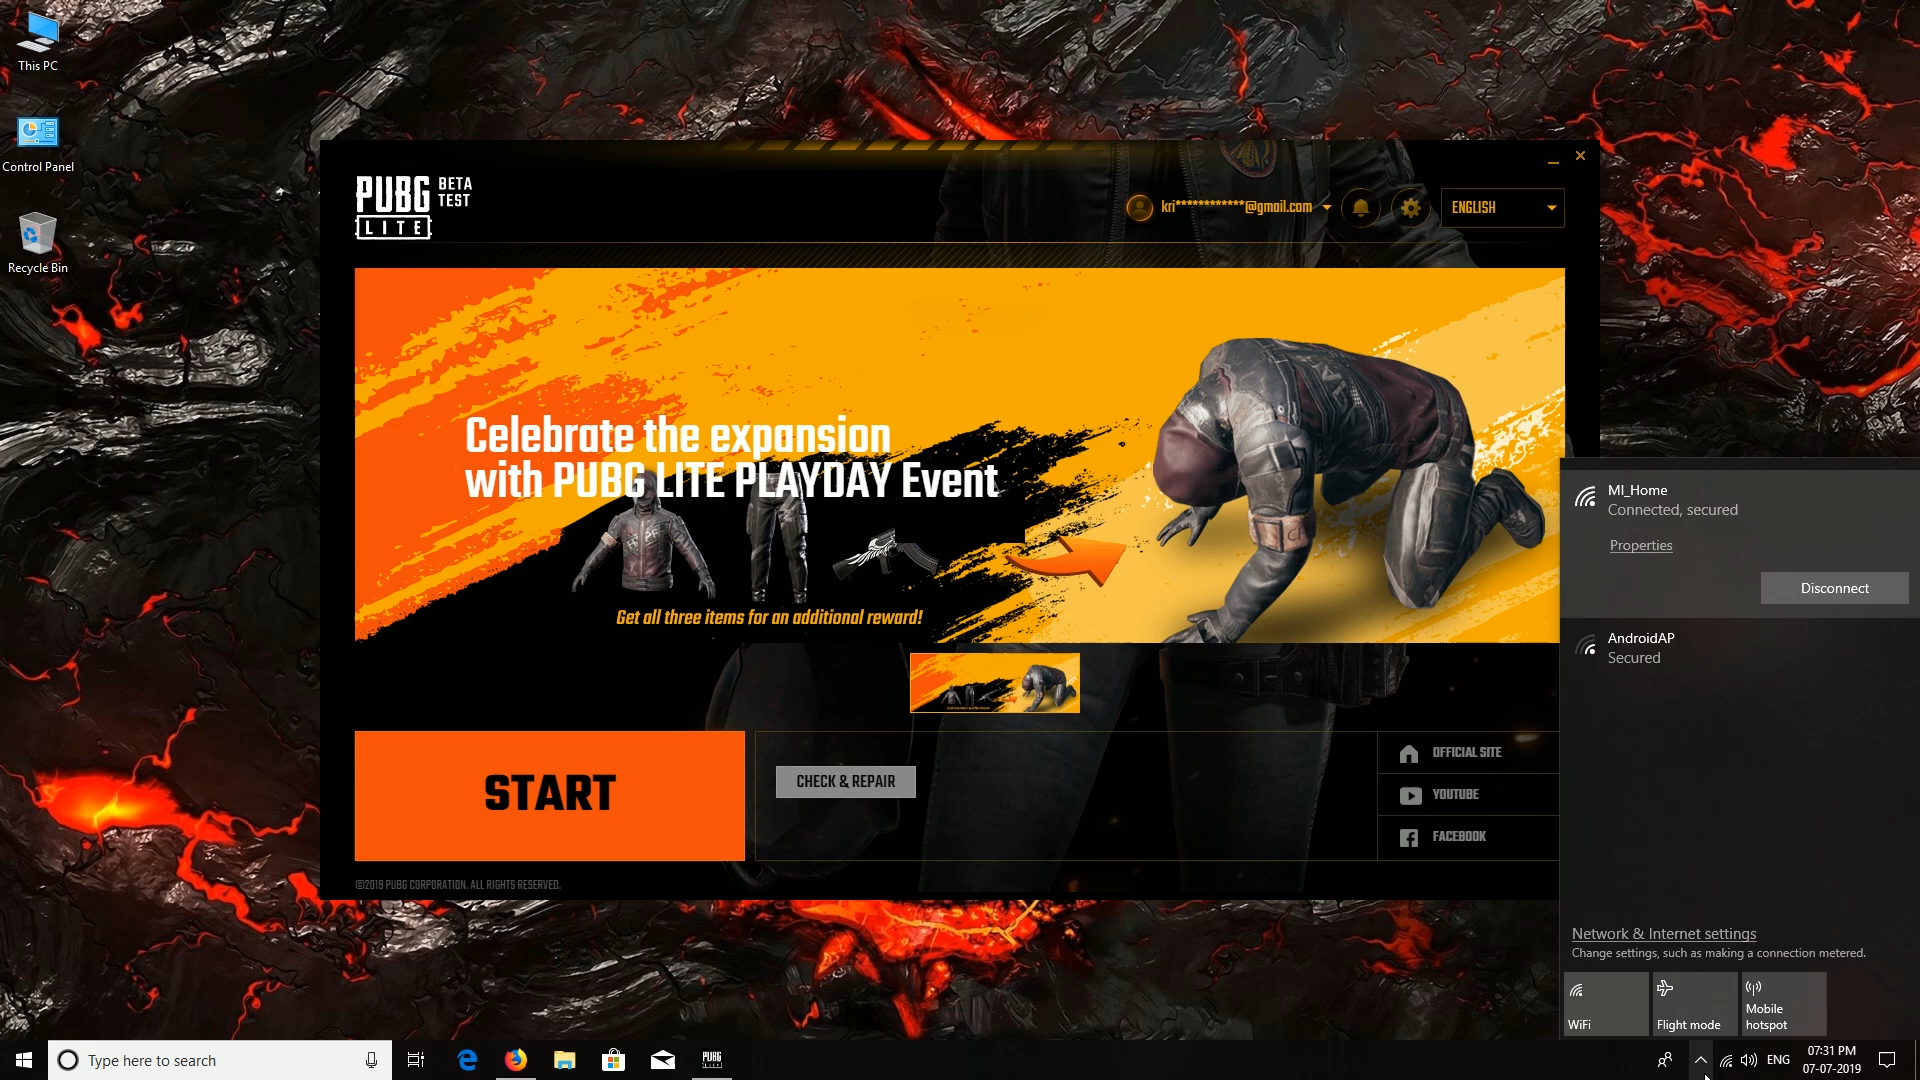 This PC
Control Panel
Recycle Bin
PUBG
LITE
BETA
TEST
kri************@gmail.com
ENGLISH
Celebrate the expansion
with PUBG LITE PLAYDAY Event
Get all three items for an additional reward!
START
CHECK & REPAIR
OFFICIAL SITE
YOUTUBE
FACEBOOK
©2019 PUBG CORPORATION. ALL RIGHTS RESERVED.
MI_Home
Connected, secured
Properties
Disconnect
AndroidAP
Secured
Network & Internet settings
Change settings, such as making a connection metered.
WiFi
Flight mode
Mobile
hotspot
Type here to search
PUBG
LITE
ENG
07:31 PM
07-07-2019